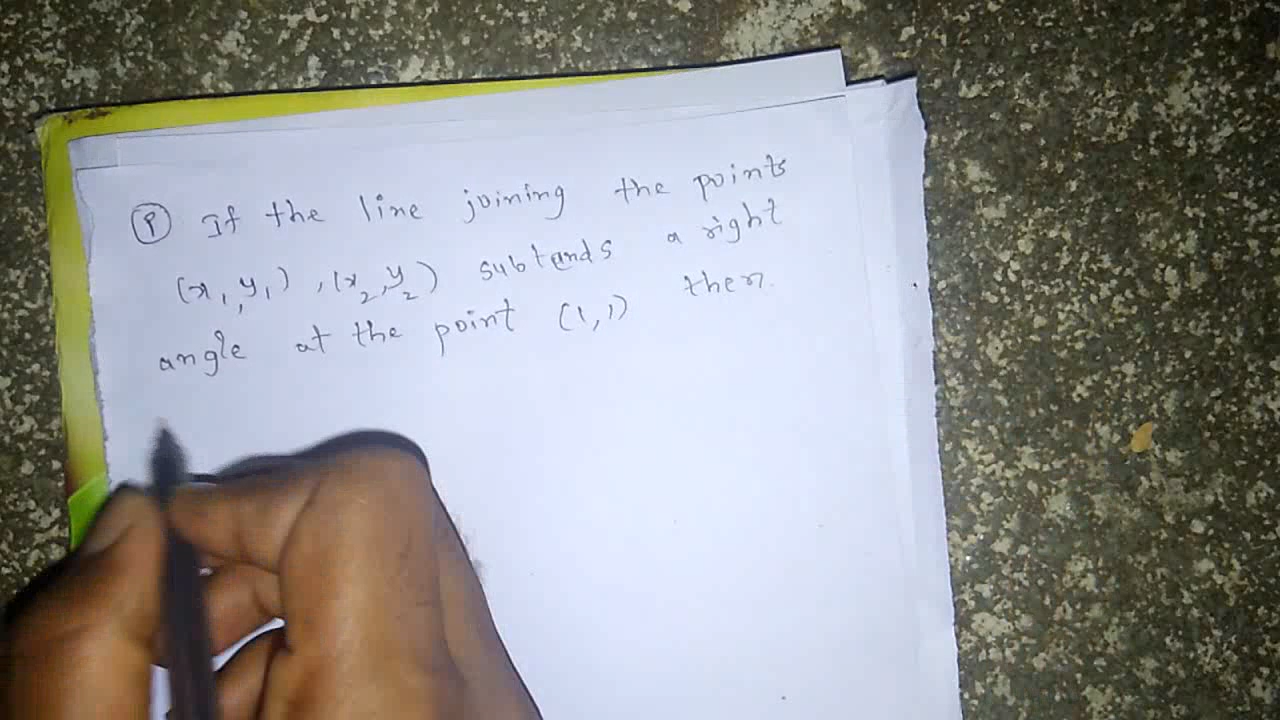 (9) If the line joining the points
(x₁, y₁), (x₂, y₂) subtends a right
angle at the point (1,1) then.